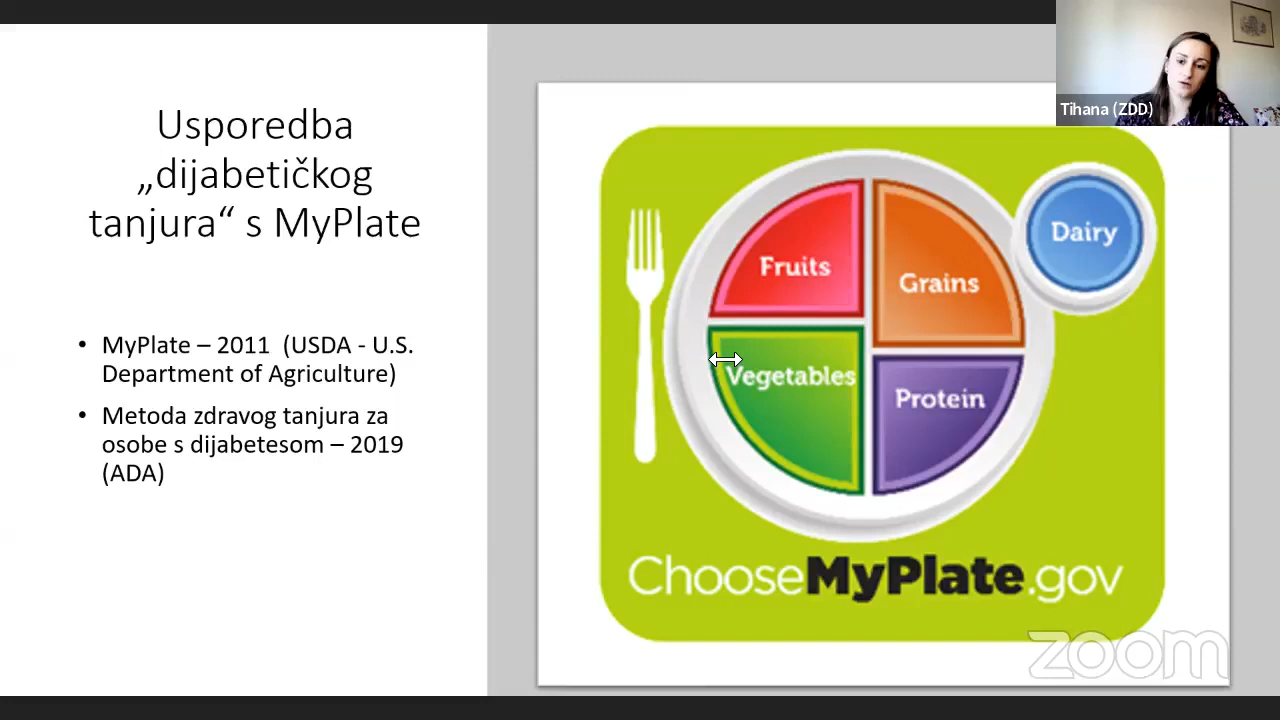 Usporedba
„dijabetičkog
tanjura“ s MyPlate
• MyPlate – 2011 (USDA - U.S.
Department of Agriculture)
• Metoda zdravog tanjura za
osobe s dijabetesom – 2019
(ADA)
Fruits
Grains
Dairy
Vegetables
Protein
ChooseMyPlate.gov
Tihana (ZDD)
zoom